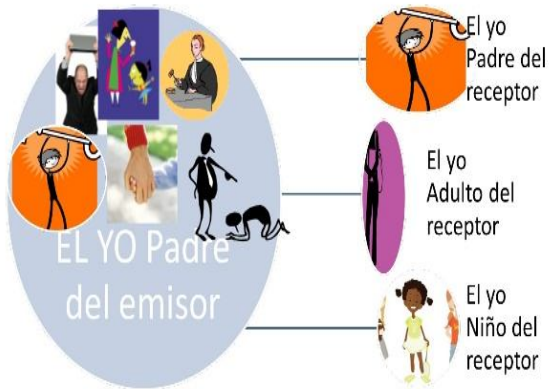 El yo
Padre del
receptor
El yo
Adulto del
receptor
EL YO Padre
del emisor
El yo
Niño del
receptor